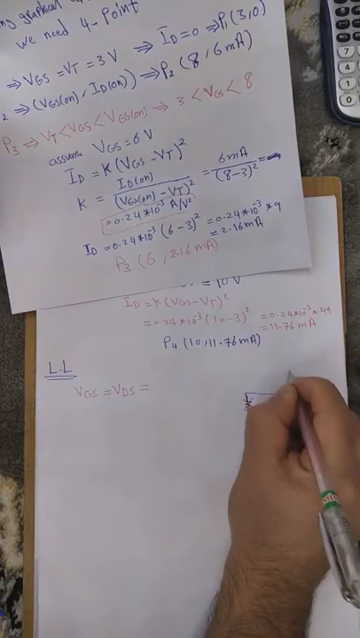 ing graphical
we need 4-Point
⇒ VGS = VT = 3 V ⇒ ID = 0 ⇒ P1 (3,0)
2 ⇒ (VGS(on), ID(on)) ⇒ P2 (8, 6mA)
P3 ⇒ VT < VGS < VGS(on) ⇒ 3 < VGS < 8
assume VGS = 6 V
ID = K (VGS - VT)²
K = ID(on) / (VGS(on) - VT)² = 6mA / (8-3)² =
= 0.24 * 10⁻³ A/V²
ID = 0.24 * 10⁻³ (6-3)² = 0.24 * 10⁻³ * 9
= 2.16 mA
P3 (6, 2.16 mA)
= 10 V
ID = K (VGS - VT)²
= 0.24 * 10⁻³ (10-3)² = 0.24 * 10⁻³ * 49
= 11.76 mA
P4 (10, 11.76 mA)
L.L
VGS = VDS =